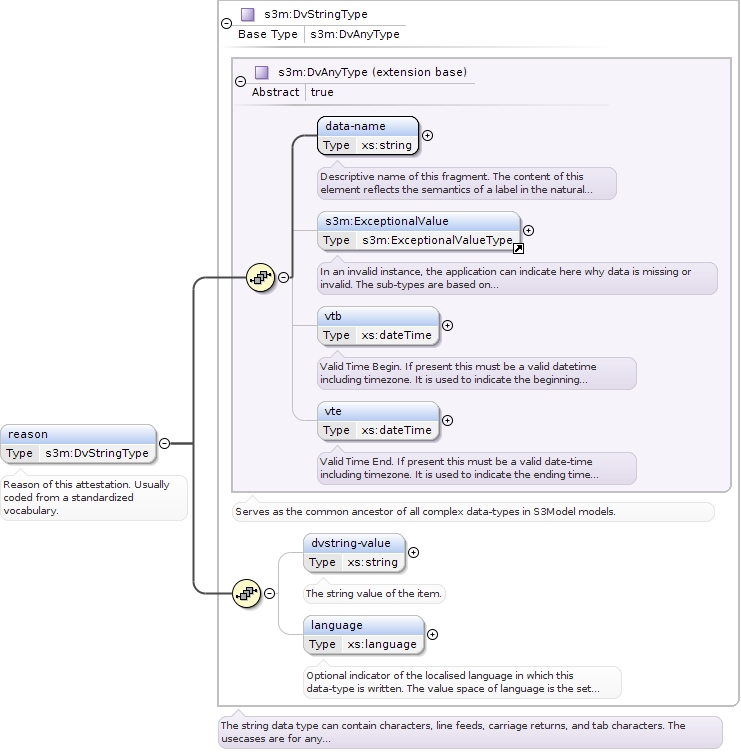 s3m:DvStringType
Base Type s3m:DvAnyType
s3m:DvAnyType (extension base)
Abstract true
data-name
Type xs:string
Descriptive name of this fragment. The content of this
element reflects the semantics of a label in the natural...
s3m:ExceptionalValue
Type s3m:ExceptionalValueType
In an invalid instance, the application can indicate here why data is missing or
invalid. The sub-types are based on...
vtb
Type xs:dateTime
Valid Time Begin. If present this must be a valid datetime
including timezone. It is used to indicate the beginning...
vte
Type xs:dateTime
Valid Time End. If present this must be a valid date-time
including timezone. It is used to indicate the ending time...
reason
Type s3m:DvStringType
Reason of this attestation. Usually
coded from a standardized
vocabulary.
Serves as the common ancestor of all complex data-types in S3Model models.
dvstring-value
Type xs:string
The string value of the item.
language
Type xs:language
Optional indicator of the localised language in which this
data-type is written. The value space of language is the set...
The string data type can contain characters, line feeds, carriage returns, and tab characters. The
usecases are for any...